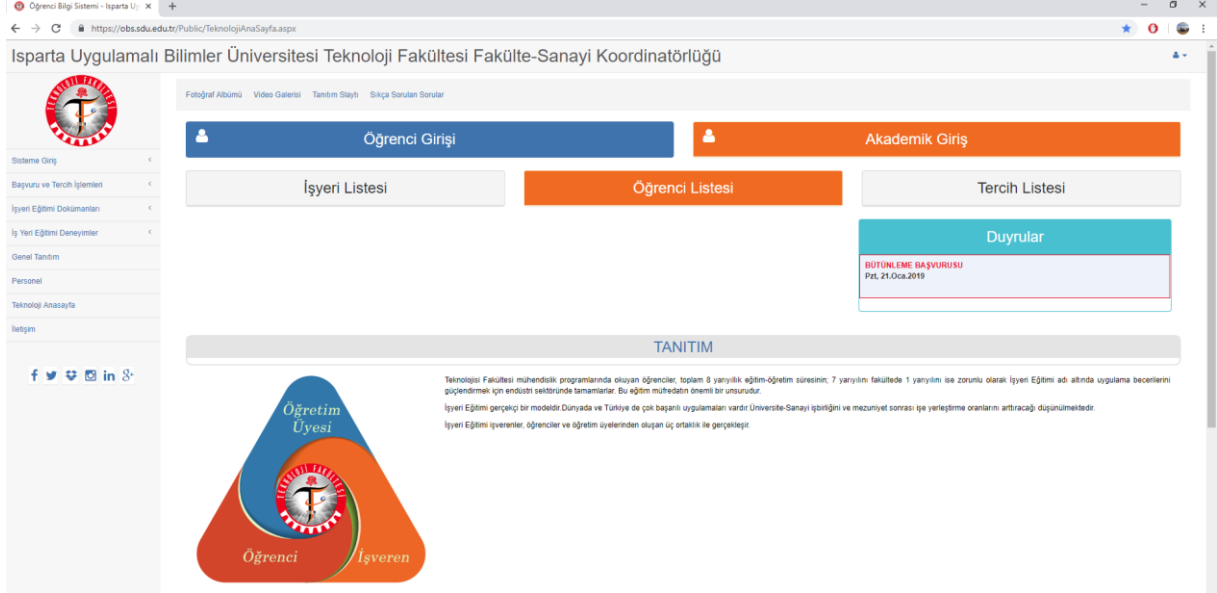 Öğrenci Bilgi Sistemi - Isparta Uy
https://obs.sdu.edu.tr/Public/TeknolojiAnaSayfa.aspx
Isparta Uygulamalı Bilimler Üniversitesi Teknoloji Fakültesi Fakülte-Sanayi Koordinatörlüğü
TEKNOLOJİ FAKÜLTESİ
Fotoğraf Albümü Video Galerisi Tanıtım Slaytı Sıkça Sorulan Sorular
Öğrenci Girişi Akademik Giriş
İşyeri Listesi Öğrenci Listesi Tercih Listesi
Sisteme Giriş
Başvuru ve Tercih İşlemleri
İşyeri Eğitimi Dokümanları
İş Yeri Eğitimi Deneyimler
Genel Tanıtım
Personel
Teknoloji Anasayfa
İletişim
Duyrular
BÜTÜNLEME BAŞVURUSU
Pzt, 21.Oca.2019
TANITIM
Teknolojisi Fakültesi mühendislik programlarında okuyan öğrenciler, toplam 8 yarıyıllık eğitim-öğretim süresinin; 7 yarıyılını fakültede 1 yarıyılını ise zorunlu olarak İşyeri Eğitimi adı altında uygulama becerilerini
güçlendirmek için endüstri sektöründe tamamlarlar. Bu eğitim müfredatın önemli bir unsurudur.
İşyeri Eğitimi gerçekçi bir modeldir.Dünyada ve Türkiye de çok başarılı uygulamaları vardır.Üniversite-Sanayi işbirliğini ve mezuniyet sonrası işe yerleştirme oranlarını arttıracağı düşünülmektedir.
İşyeri Eğitimi işverenler, öğrenciler ve öğretim üyelerinden oluşan üç ortaklık ile gerçekleşir.
Öğretim
Üyesi
TEKNOLOJİ FAKÜLTESİ
Öğrenci İşveren